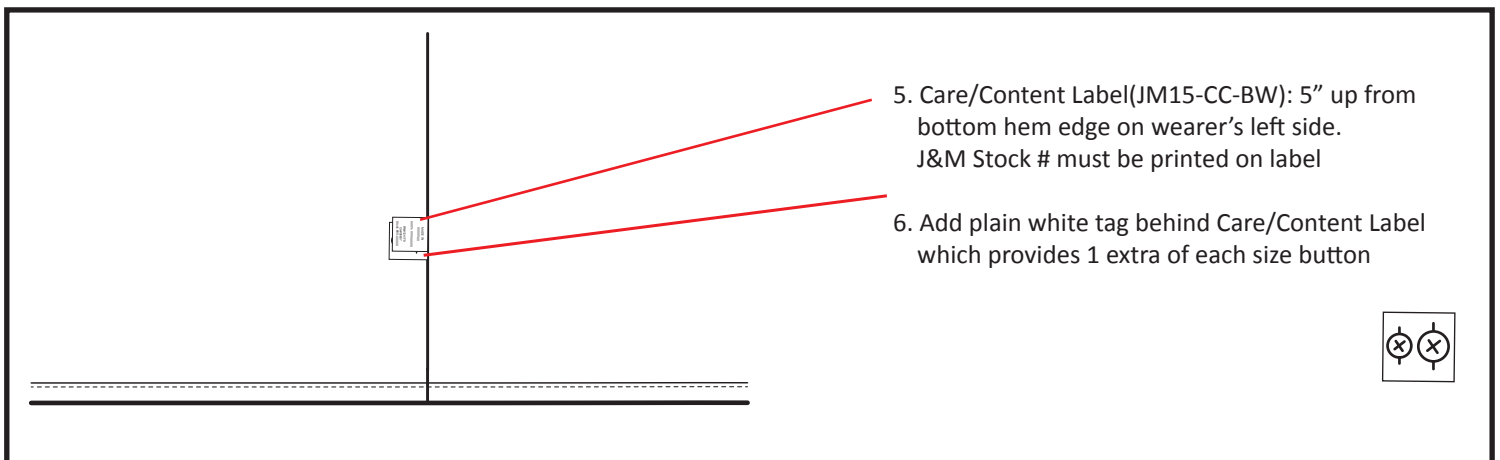 5. Care/Content Label(JM15-CC-BW): 5” up from
bottom hem edge on wearer’s left side.
J&M Stock # must be printed on label
6. Add plain white tag behind Care/Content Label
which provides 1 extra of each size button